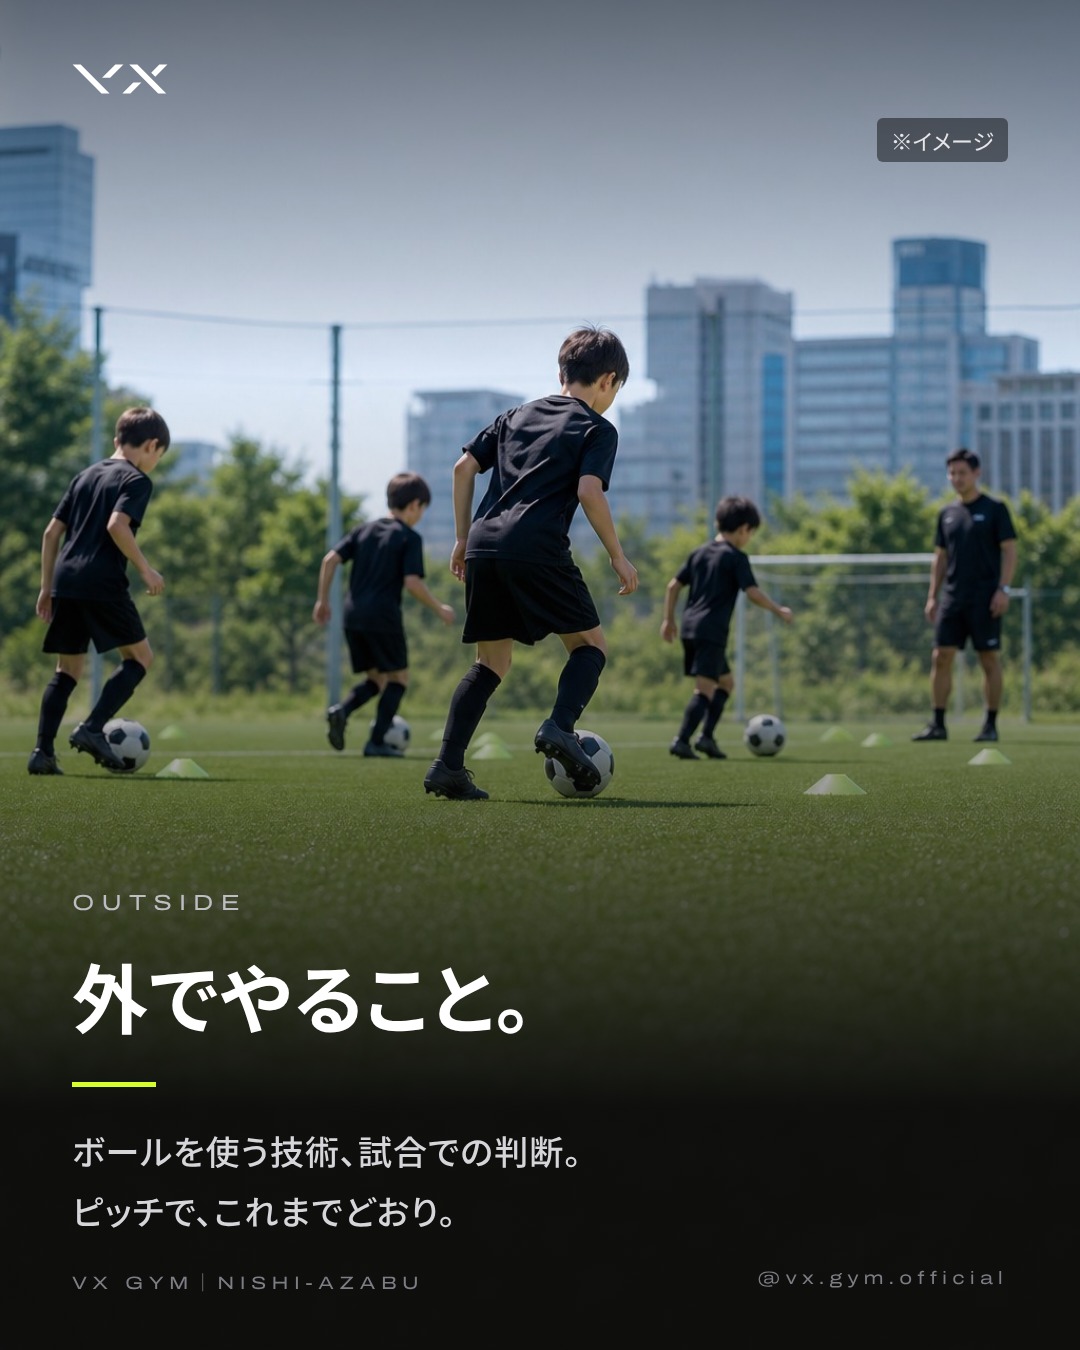 VX
※イメージ
OUTSIDE
外でやること。
ボールを使う技術、試合での判断。
ピッチで、これまでどおり。
VX GYM｜NISHI-AZABU
@vx.gym.official